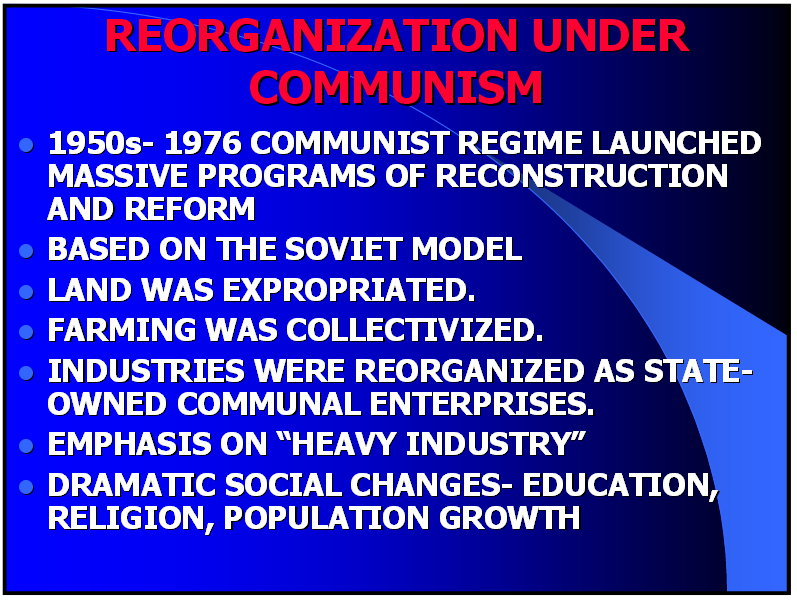 REORGANIZATION UNDER
COMMUNISM
1950s- 1976 COMMUNIST REGIME LAUNCHED
MASSIVE PROGRAMS OF RECONSTRUCTION
AND REFORM
BASED ON THE SOVIET MODEL
LAND WAS EXPROPRIATED.
FARMING WAS COLLECTIVIZED.
INDUSTRIES WERE REORGANIZED AS STATE-
OWNED COMMUNAL ENTERPRISES.
EMPHASIS ON “HEAVY INDUSTRY”
DRAMATIC SOCIAL CHANGES- EDUCATION,
RELIGION, POPULATION GROWTH